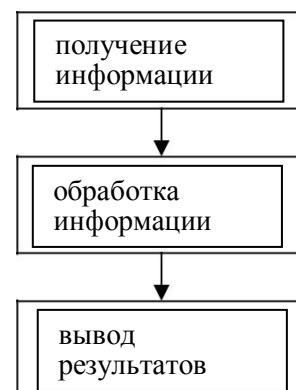 получение
информации
обработка
информации
вывод
результатов